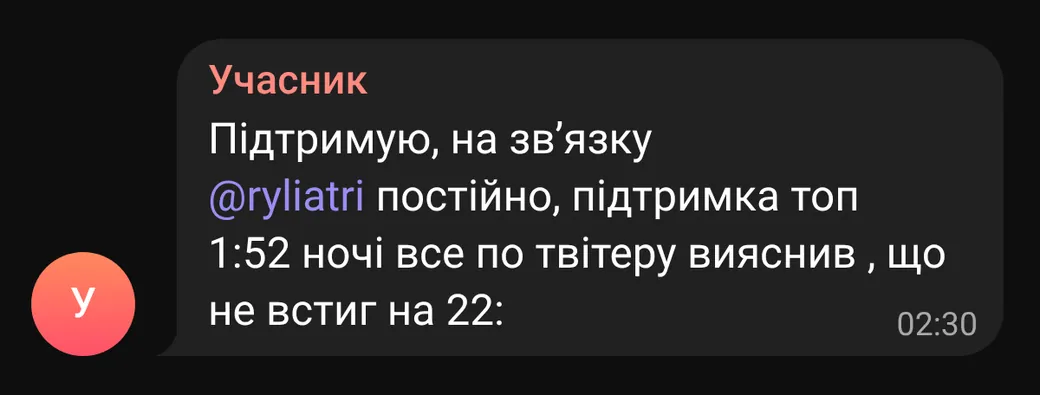 Учасник
Підтримую, на зв’язку
@ryliatri постійно, підтримка топ
1:52 ночі все по твітеру вияснив , що
не встиг на 22:
02:30
У